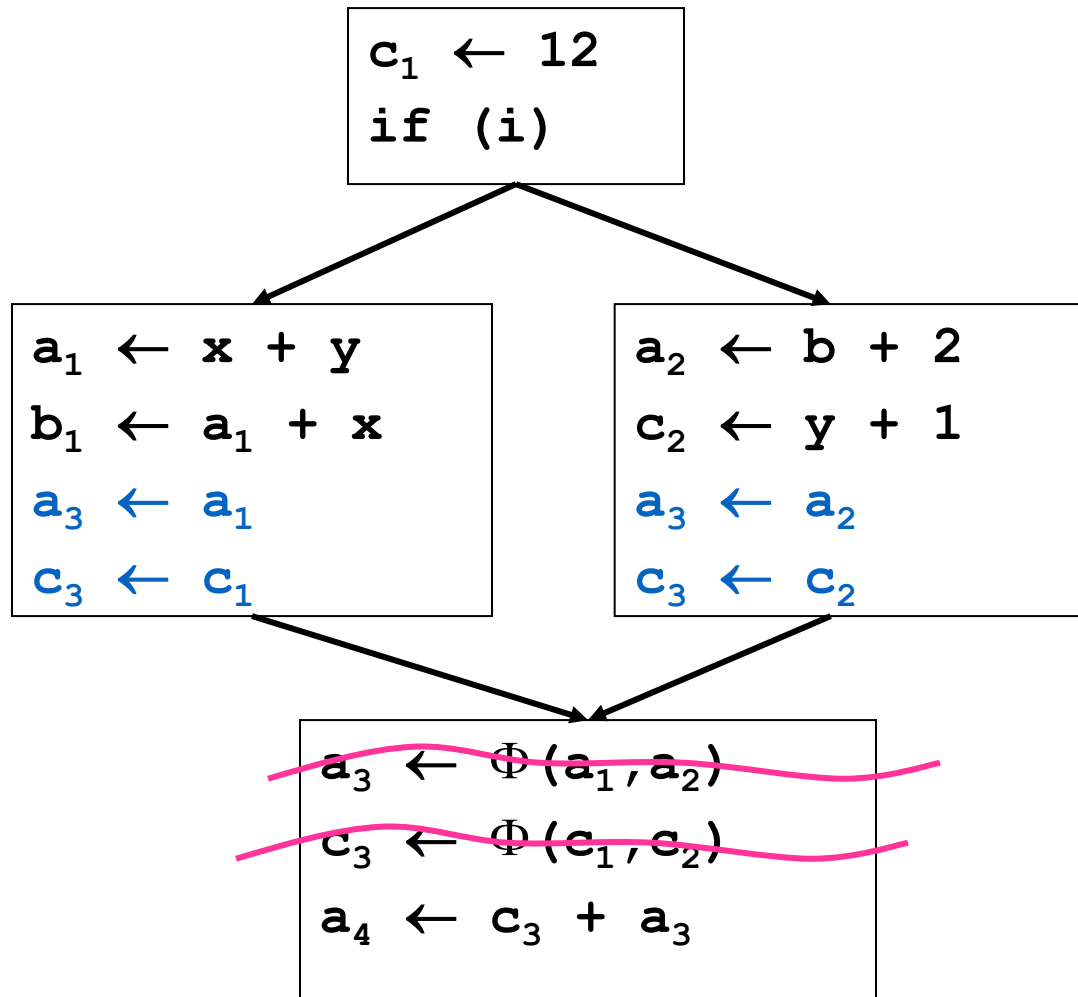 c₁ ← 12
if (i)
a₁ ← x + y
b₁ ← a₁ + x
a₃ ← a₁
c₃ ← c₁
a₂ ← b + 2
c₂ ← y + 1
a₃ ← a₂
c₃ ← c₂
a₃ ← Φ(a₁,a₂)
c₃ ← Φ(c₁,c₂)
a₄ ← c₃ + a₃